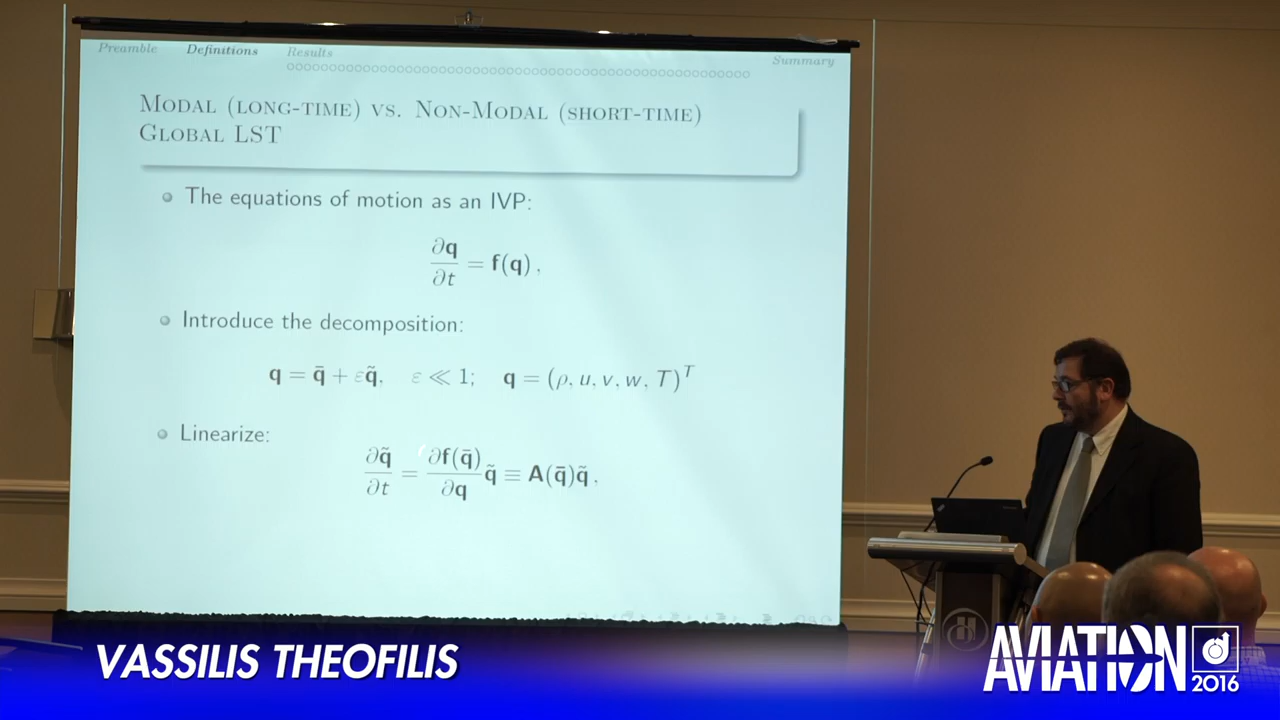 Preamble Definitions Results Summary
Modal (long-time) vs. Non-Modal (short-time)
Global LST
The equations of motion as an IVP:
∂q/∂t = f(q) ,
Introduce the decomposition:
q = q̄ + εq̃, ε ≪ 1; q = (ρ, u, v, w, T)^T
Linearize:
∂q̃/∂t = ∂f(q̄)/∂q q̃ ≡ A(q̄)q̃ .
VASSILIS THEOFILIS
AVIATION
2016